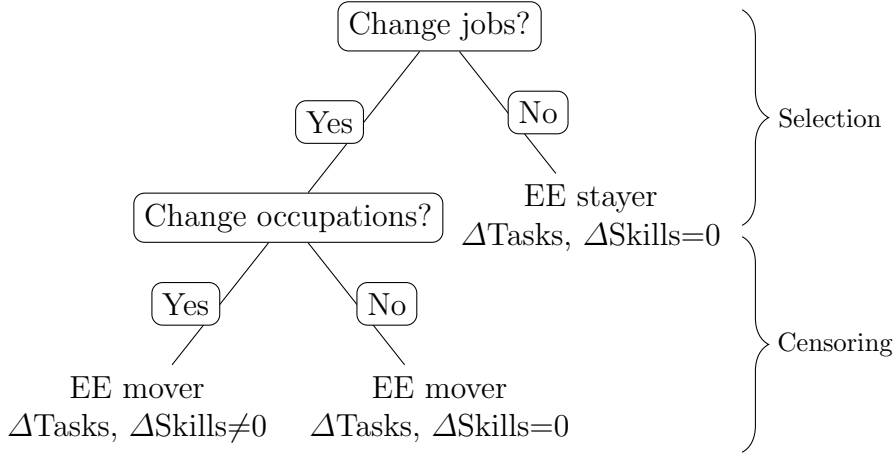 Change jobs?
Yes
No
Selection
EE stayer
ΔTasks, ΔSkills=0
Change occupations?
Yes
No
Censoring
EE mover
ΔTasks, ΔSkills≠0
EE mover
ΔTasks, ΔSkills=0